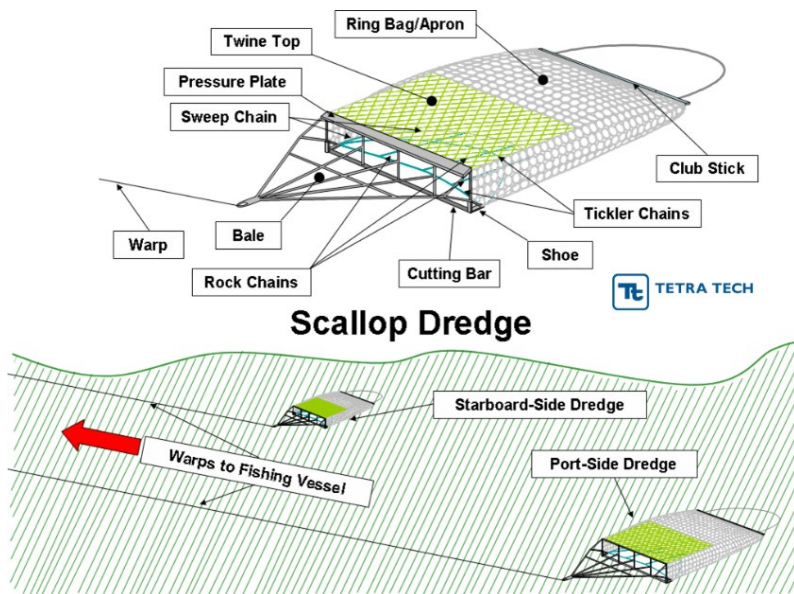 Ring Bag/Apron
Twine Top
Pressure Plate
Sweep Chain
Club Stick
Tickler Chains
Warp
Bale
Shoe
Rock Chains
Cutting Bar
Tt TETRA TECH
Scallop Dredge
Starboard-Side Dredge
Warps to Fishing Vessel
Port-Side Dredge